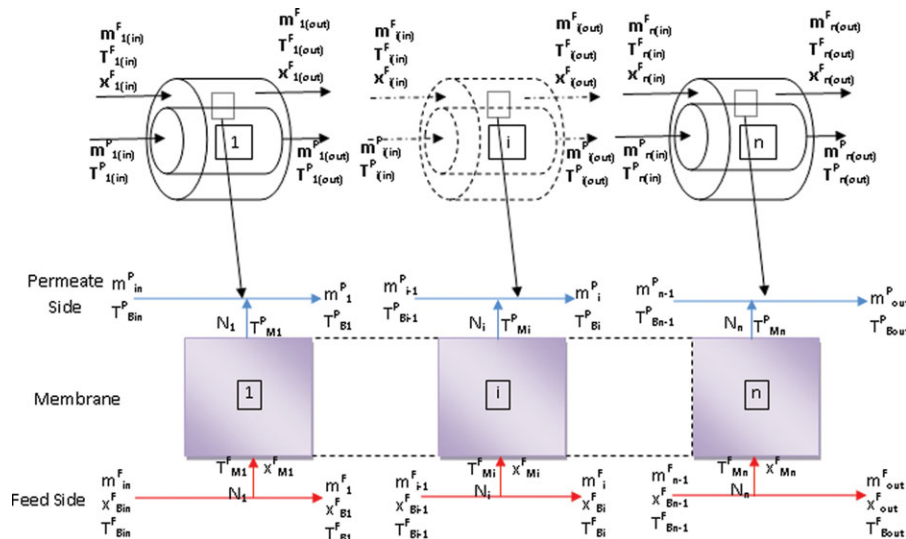 m^F_1(in)
T^F_1(in)
x^F_1(in)
m^F_1(out)
T^F_1(out)
x^F_1(out)
1
m^P_1(in)
T^P_1(in)
m^P_1(out)
T^P_1(out)
m^F_i(in)
T^F_i(in)
x^F_i(in)
m^F_i(out)
T^F_i(out)
x^F_i(out)
i
m^P_i(in)
T^P_i(in)
m^P_i(out)
T^P_i(out)
m^F_n(in)
T^F_n(in)
x^F_n(in)
m^F_n(out)
T^F_n(out)
x^F_n(out)
n
m^P_n(in)
T^P_n(in)
m^P_n(out)
T^P_n(out)
Permeate
Side
m^P_in
T^P_Bin
N_1 T^P_M1
m^P_1
T^P_B1
m^P_i-1
T^P_Bi-1
N_i T^P_Mi
m^P_i
T^P_Bi
m^P_n-1
T^P_Bn-1
N_n T^P_Mn
m^P_out
T^P_Bout
Membrane
1
i
n
Feed Side
m^F_in
x^F_Bin
T^F_Bin
T^F_M1 x^F_M1
N_1
m^F_1
x^F_B1
T^F_B1
m^F_i-1
x^F_Bi-1
T^F_Bi-1
T^F_Mi x^F_Mi
N_i
m^F_i
x^F_Bi
T^F_Bi
m^F_n-1
x^F_Bn-1
T^F_Bn-1
T^F_Mn x^F_Mn
N_n
m^F_out
x^F_out
T^F_Bout